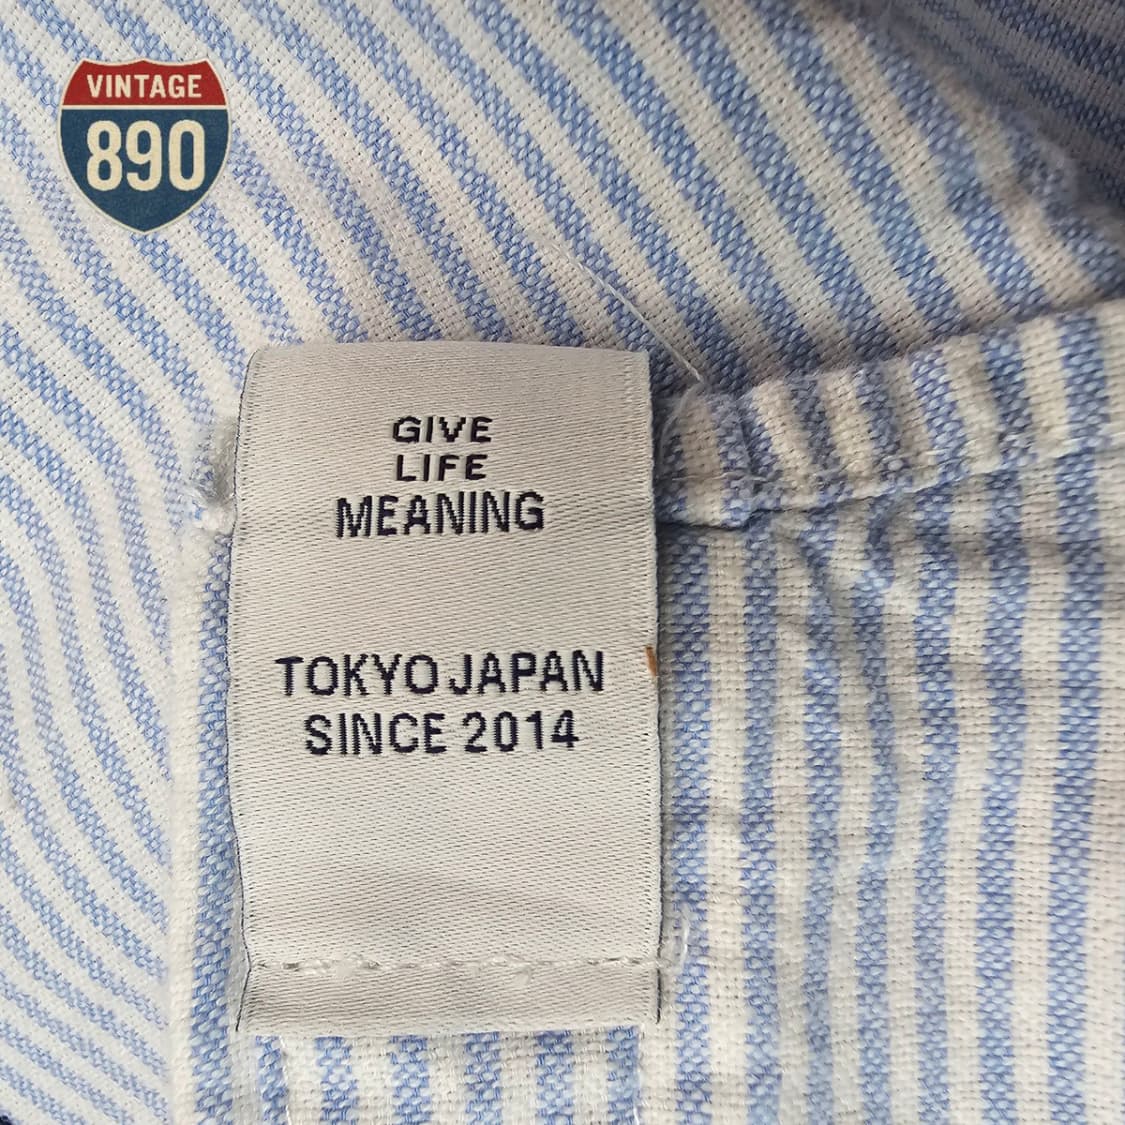 VINTAGE
890
GIVE
LIFE
MEANING
TOKYO JAPAN
SINCE 2014